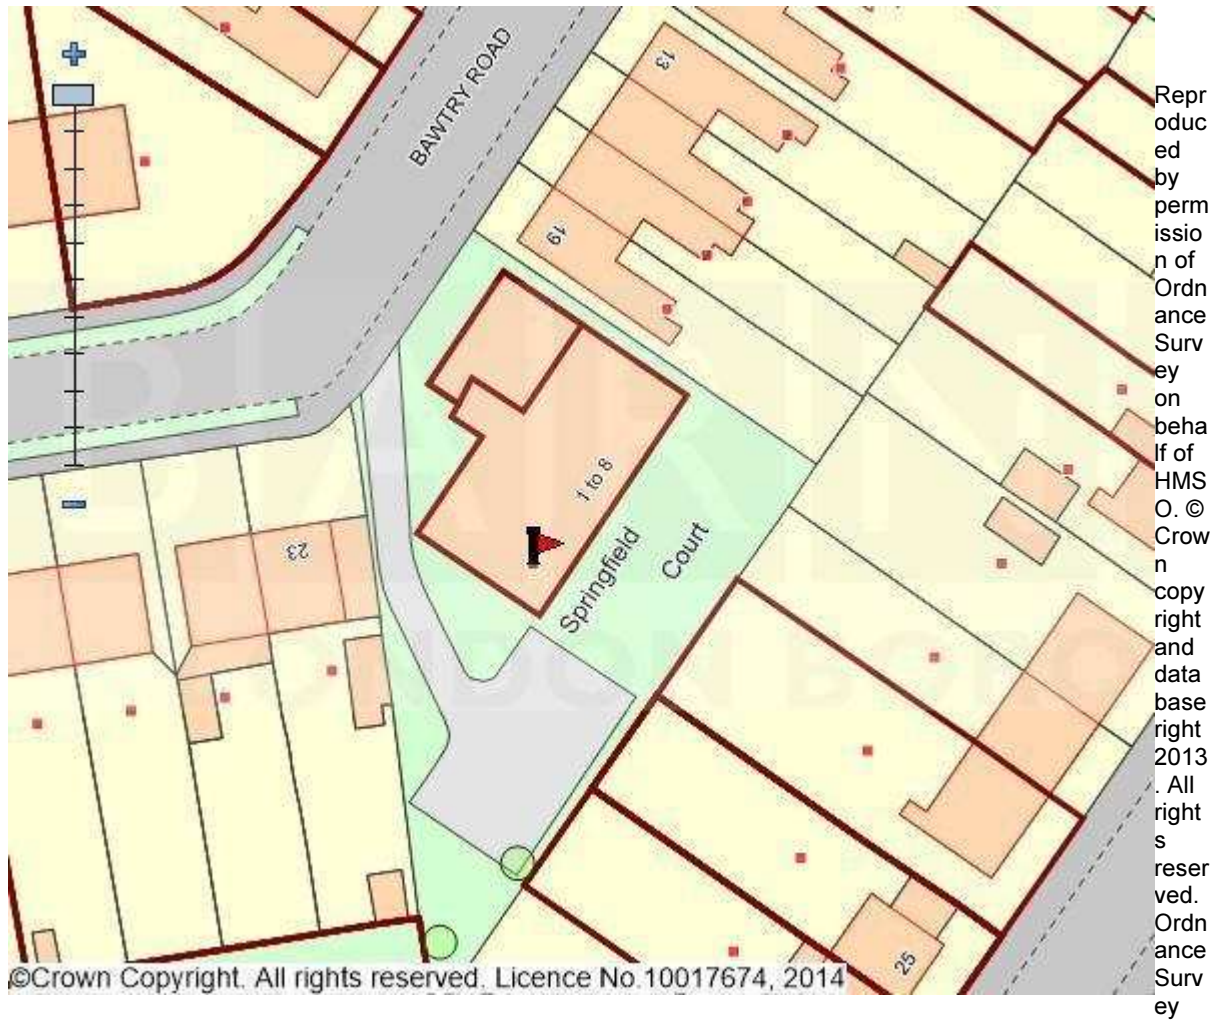 BAWTRY ROAD
13
19
1 to 8
Springfield
Court
23
25
©Crown Copyright. All rights reserved. Licence No.10017674, 2014
Repr
oduc
ed
by
perm
issio
n of
Ordn
ance
Surv
ey
on
beha
lf of
HMS
O. ©
Crow
n
copy
right
and
data
base
right
2013
. All
right
s
reser
ved.
Ordn
ance
Surv
ey